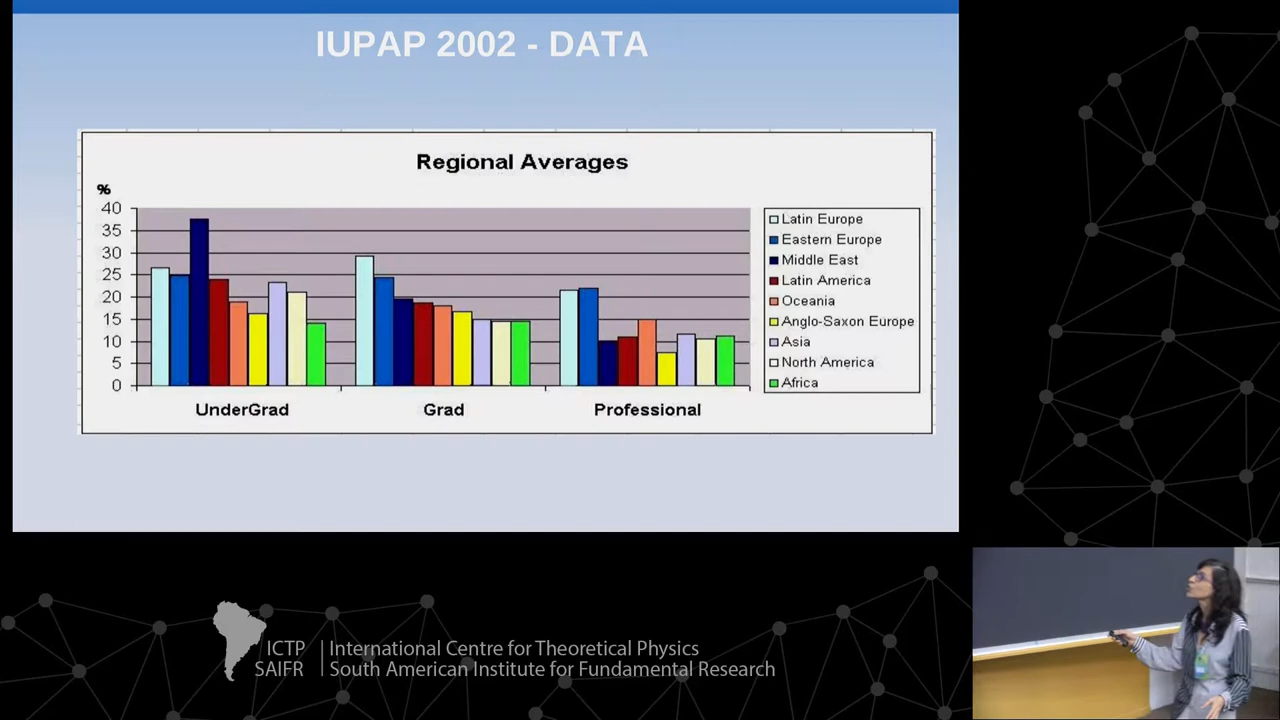 IUPAP 2002 - DATA
Regional Averages
%
40
35
30
25
20
15
10
5
0
UnderGrad
Grad
Professional
Latin Europe
Eastern Europe
Middle East
Latin America
Oceania
Anglo-Saxon Europe
Asia
North America
Africa
ICTP
SAIFR
International Centre for Theoretical Physics
South American Institute for Fundamental Research